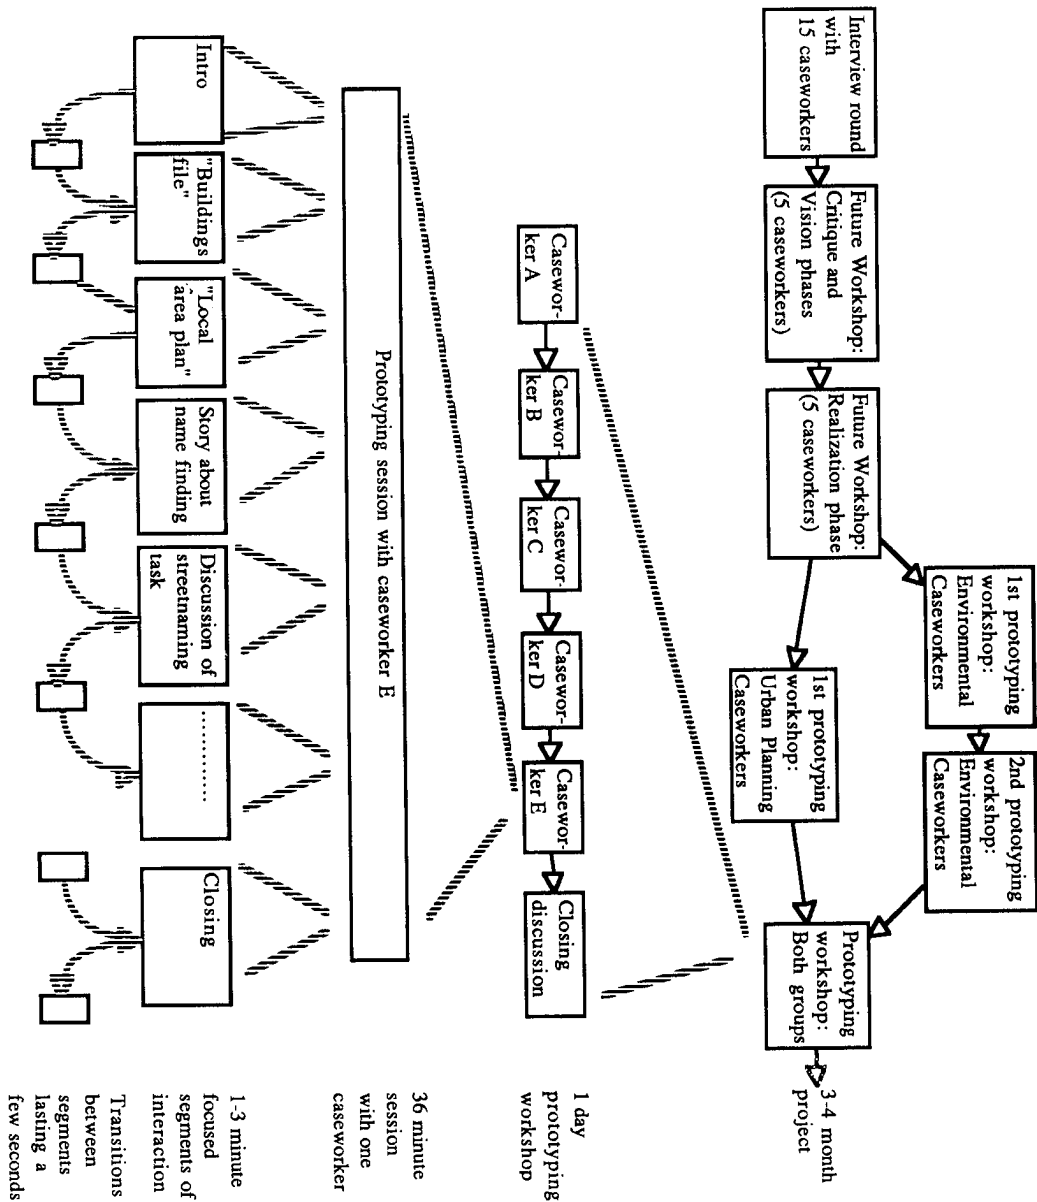 Interview round
with
15 caseworkers
Future Workshop:
Critique and
Vision phases
(5 caseworkers)
Future Workshop:
Realization phase
(5 caseworkers)
1st prototyping
workshop:
Environmental
Caseworkers
2nd prototyping
workshop:
Environmental
Caseworkers
1st prototyping
workshop:
Urban Planning
Caseworkers
Prototyping
workshop:
Both groups
3-4 month
project
Casewor-
ker A
Casewor-
ker B
Casewor-
ker C
Casewor-
ker D
Casewor-
ker E
Closing
discussion
1 day
prototyping
workshop
Prototyping session with caseworker E
36 minute
session
with one
caseworker
Intro
"Buildings
file"
"Local
area plan"
Story about
name finding
Discussion of
streetnaming
task
...........
Closing
1-3 minute
focused
segments of
interaction
Transitions
between
segments
lasting a
few seconds